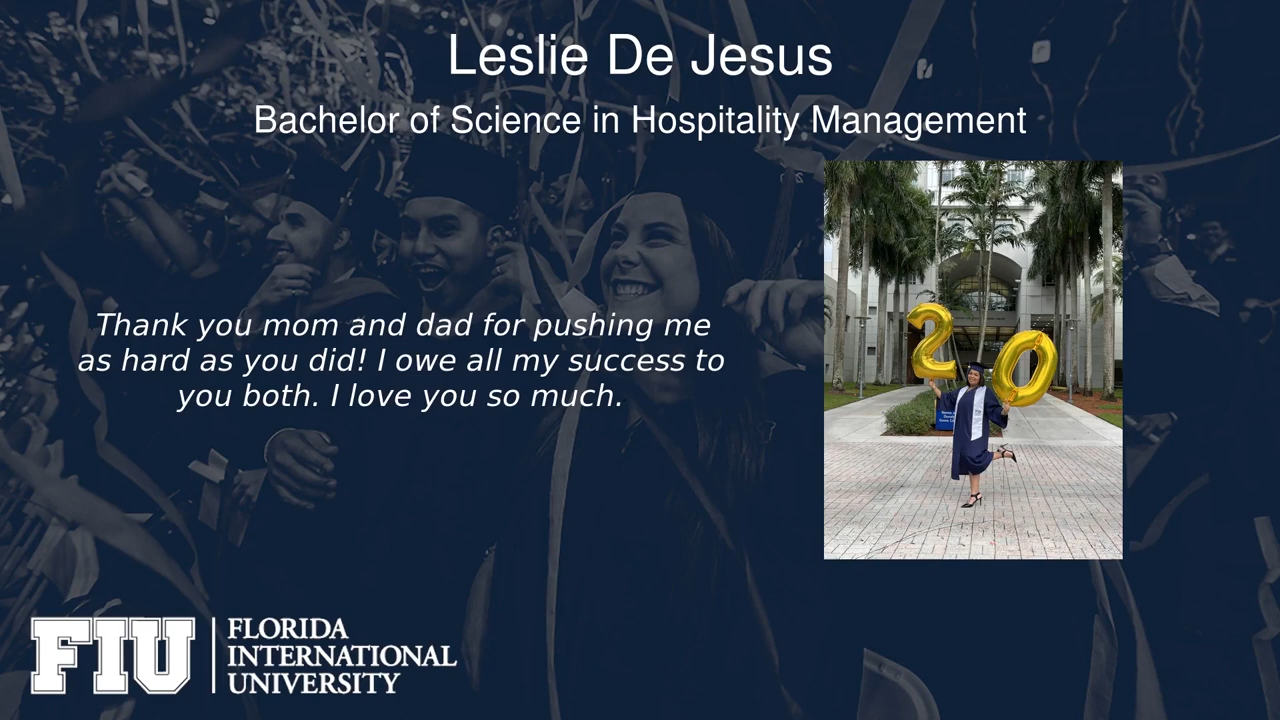 Leslie De Jesus
Bachelor of Science in Hospitality Management
Thank you mom and dad for pushing me
as hard as you did! I owe all my success to
you both. I love you so much.
20
FIU
FLORIDA
INTERNATIONAL
UNIVERSITY